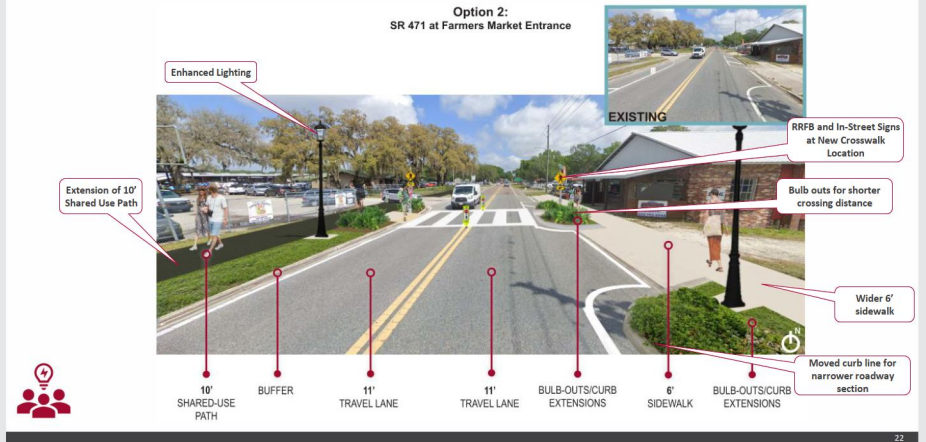 Option 2:
SR 471 at Farmers Market Entrance
EXISTING
Enhanced Lighting
RRFB and In-Street Signs
at New Crosswalk
Location
Extension of 10'
Shared Use Path
Bulb outs for shorter
crossing distance
Wider 6'
sidewalk
N
Moved curb line for
narrower roadway
section
10'
SHARED-USE
PATH
BUFFER
11'
TRAVEL LANE
11'
TRAVEL LANE
BULB-OUTS/CURB
EXTENSIONS
6'
SIDEWALK
BULB-OUTS/CURB
EXTENSIONS
22